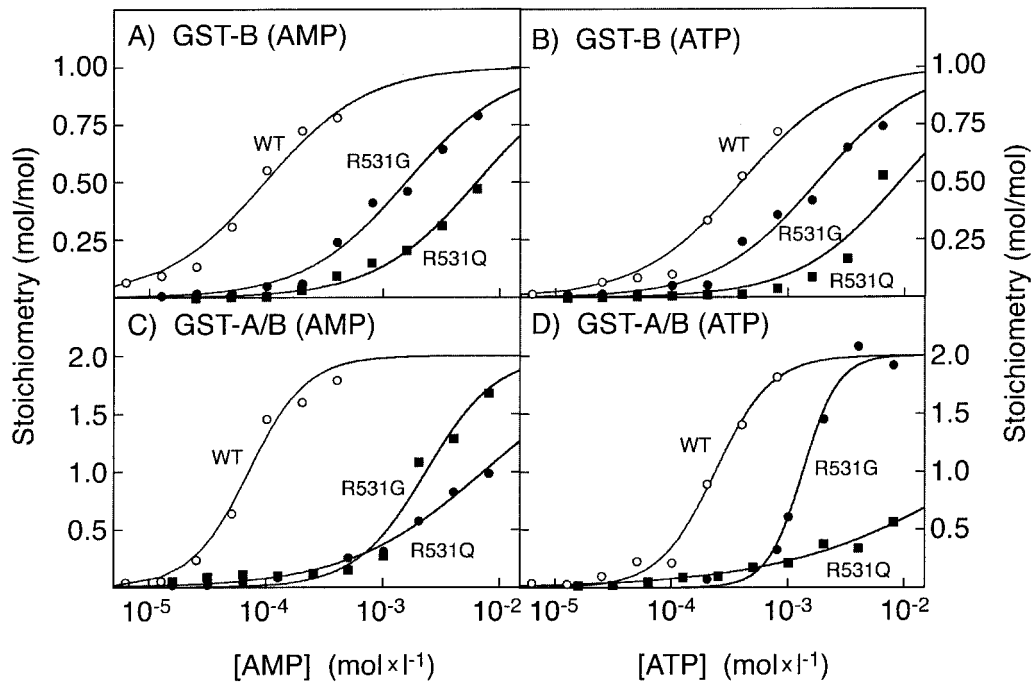 A) GST-B (AMP)
B) GST-B (ATP)
1.00
0.75
0.50
0.25
WT
R531G
R531Q
WT
R531G
R531Q
1.00
0.75
0.50
0.25
C) GST-A/B (AMP)
D) GST-A/B (ATP)
2.0
1.5
1.0
0.5
WT
R531G
R531Q
WT
R531G
R531Q
2.0
1.5
1.0
0.5
Stoichiometry (mol/mol)
Stoichiometry (mol/mol)
10⁻⁵ 10⁻⁴ 10⁻³ 10⁻²
10⁻⁵ 10⁻⁴ 10⁻³ 10⁻²
[AMP] (mol×l⁻¹)
[ATP] (mol×l⁻¹)